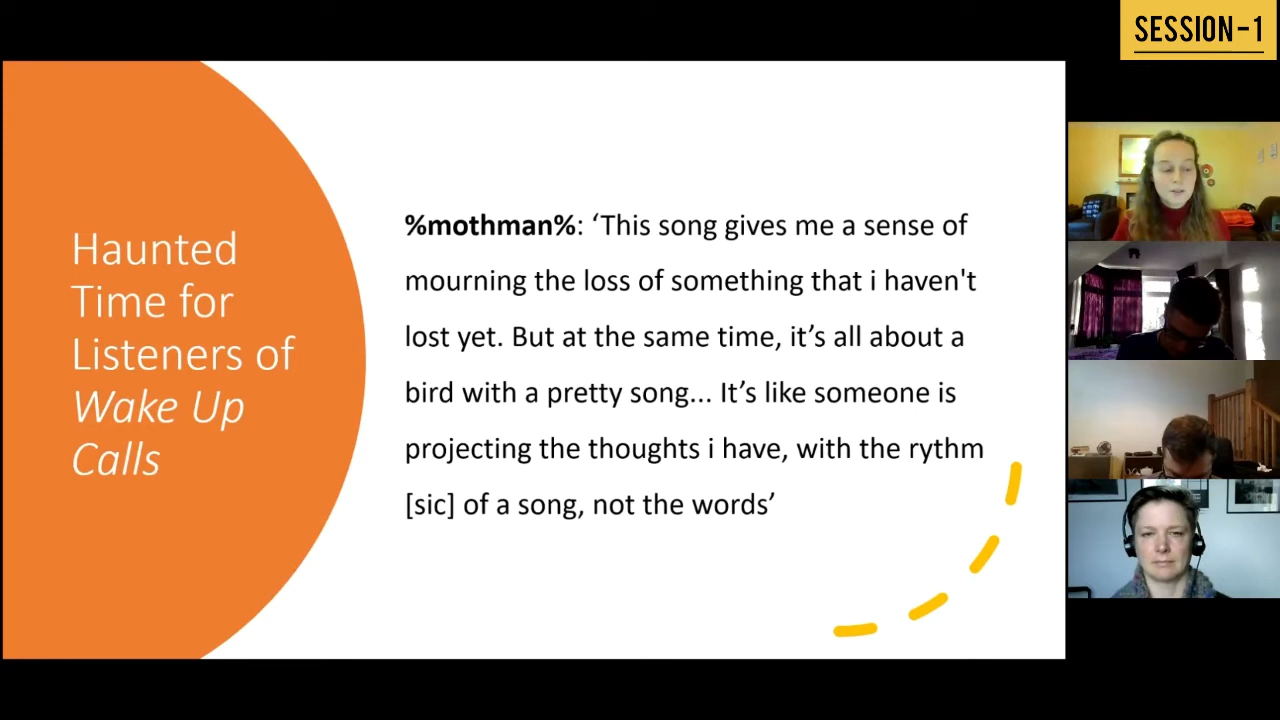 SESSION-1
Haunted
Time for
Listeners of
Wake Up
Calls
%mothman%: ‘This song gives me a sense of
mourning the loss of something that i haven't
lost yet. But at the same time, it’s all about a
bird with a pretty song... It’s like someone is
projecting the thoughts i have, with the rythm
[sic] of a song, not the words’